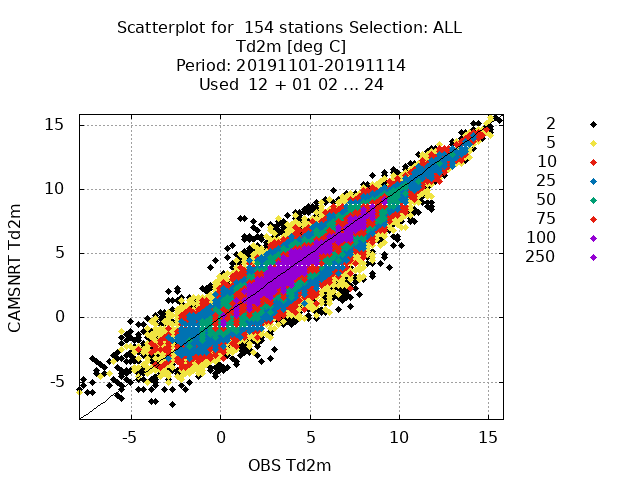 Scatterplot for 154 stations Selection: ALL
Td2m [deg C]
Period: 20191101-20191114
Used 12 + 01 02 ... 24
15
10
5
0
-5
CAMSNRT Td2m
-5 0 5 10 15
OBS Td2m
2
5
10
25
50
75
100
250